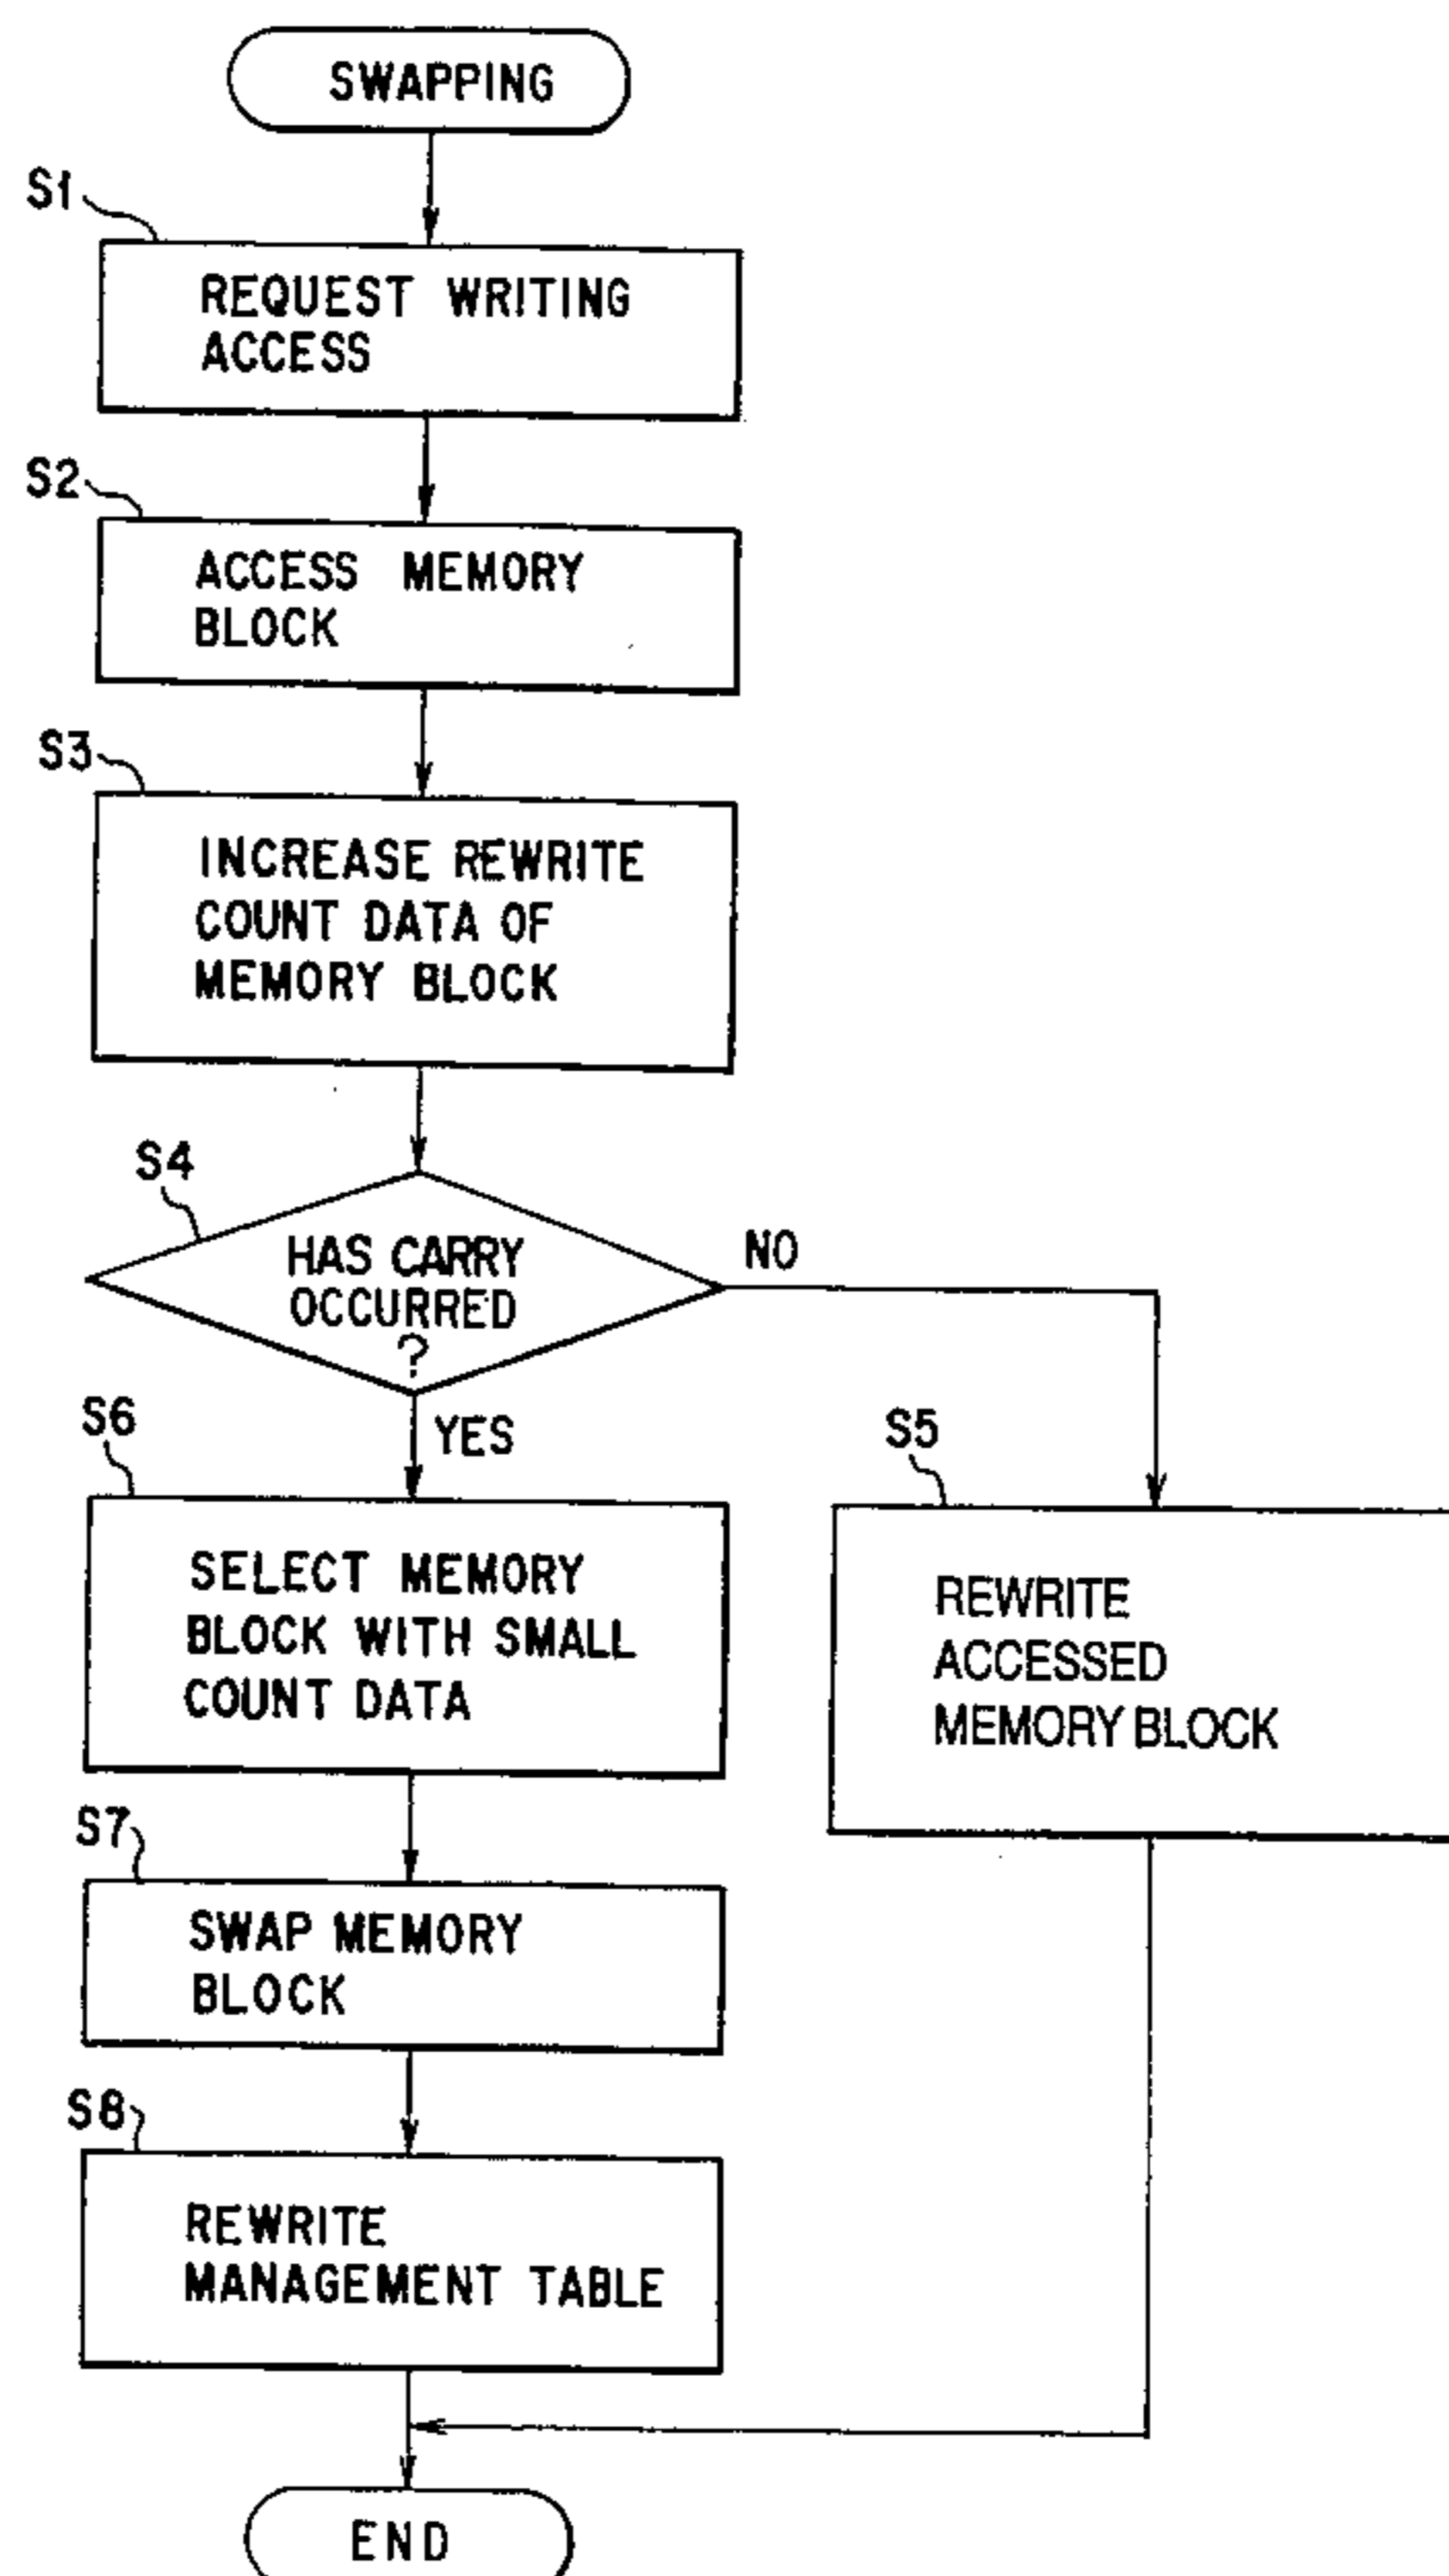 SWAPPING
S1
REQUEST WRITING
ACCESS
S2
ACCESS MEMORY
BLOCK
S3
INCREASE REWRITE
COUNT DATA OF
MEMORY BLOCK
S4
HAS CARRY
OCCURRED
?
NO
YES
S6
SELECT MEMORY
BLOCK WITH SMALL
COUNT DATA
S5
REWRITE
ACCESSED
MEMORY BLOCK
S7
SWAP MEMORY
BLOCK
S8
REWRITE
MANAGEMENT TABLE
END